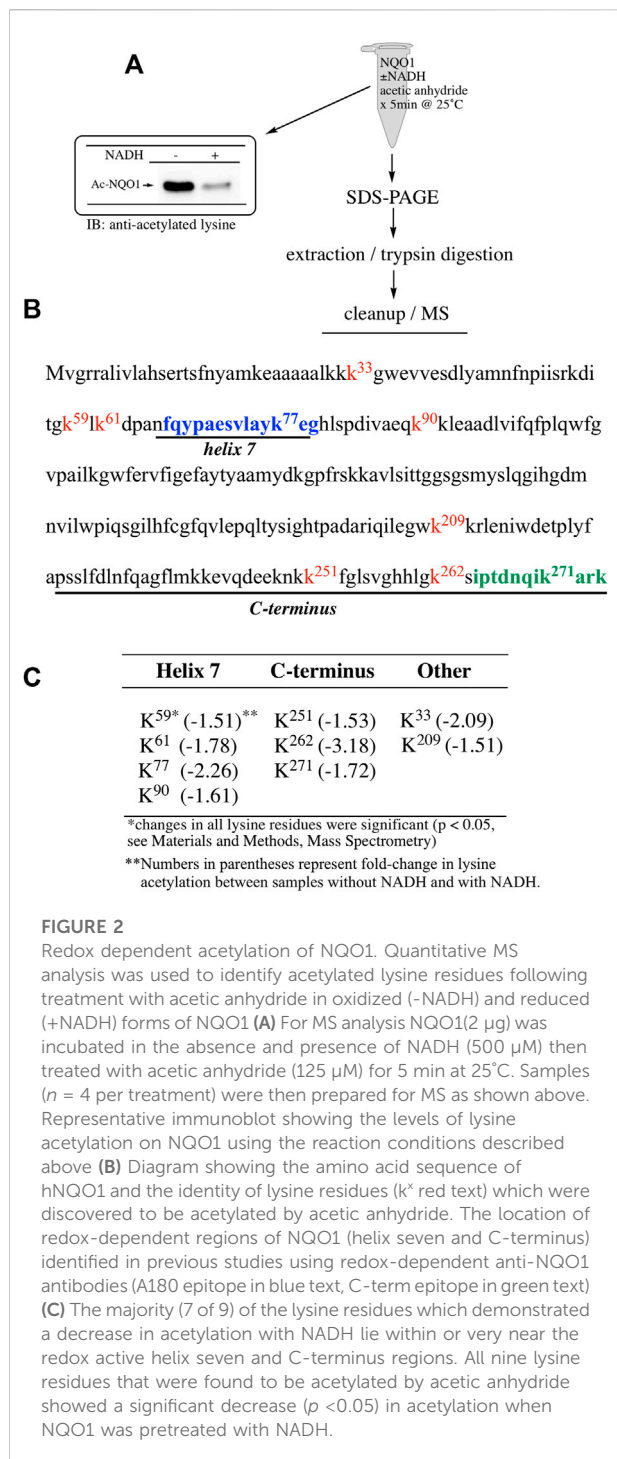 A
NQO1
±NADH
acetic anhydride
x 5min @ 25˚C
NADH - +
Ac-NQO1
IB: anti-acetylated lysine
SDS-PAGE
extraction / trypsin digestion
cleanup / MS
B
Mvgrralivlahsertsfnyamkeaaaaalkkk³³gwevvesdlyamnfnpiisrkdi
tgk⁵⁹lk⁶¹dpanfqypaesvlayk⁷⁷eghlspdivaeqk⁹⁰kleaadlvifqfplqwfg
helix 7
vpailkgwfervfigefaytyaamydkgpfrskkavlsittggsgsmyslqgihgdm
nvilwpiqsgilhfcgfqvlepqltysightpadariqilegwk²⁰⁹krleniwdetplyf
apsslfdlnfqagflmkkevqdeeknkk²⁵¹fglsvghhlgk²⁶²siptdnqik²⁷¹ark
C-terminus
C
Helix 7 C-terminus Other
K⁵⁹* (-1.51)** K²⁵¹ (-1.53) K³³ (-2.09)
K⁶¹ (-1.78) K²⁶² (-3.18) K²⁰⁹ (-1.51)
K⁷⁷ (-2.26) K²⁷¹ (-1.72)
K⁹⁰ (-1.61)
*changes in all lysine residues were significant (p < 0.05,
see Materials and Methods, Mass Spectrometry)
**Numbers in parentheses represent fold-change in lysine
acetylation between samples without NADH and with NADH.
FIGURE 2
Redox dependent acetylation of NQO1. Quantitative MS
analysis was used to identify acetylated lysine residues following
treatment with acetic anhydride in oxidized (-NADH) and reduced
(+NADH) forms of NQO1 (A) For MS analysis NQO1(2 µg) was
incubated in the absence and presence of NADH (500 µM) then
treated with acetic anhydride (125 µM) for 5 min at 25˚C. Samples
(n = 4 per treatment) were then prepared for MS as shown above.
Representative immunoblot showing the levels of lysine
acetylation on NQO1 using the reaction conditions described
above (B) Diagram showing the amino acid sequence of
hNQO1 and the identity of lysine residues (kˣ red text) which were
discovered to be acetylated by acetic anhydride. The location of
redox-dependent regions of NQO1 (helix seven and C-terminus)
identified in previous studies using redox-dependent anti-NQO1
antibodies (A180 epitope in blue text, C-term epitope in green text)
(C) The majority (7 of 9) of the lysine residues which demonstrated
a decrease in acetylation with NADH lie within or very near the
redox active helix seven and C-terminus regions. All nine lysine
residues that were found to be acetylated by acetic anhydride
showed a significant decrease (p <0.05) in acetylation when
NQO1 was pretreated with NADH.